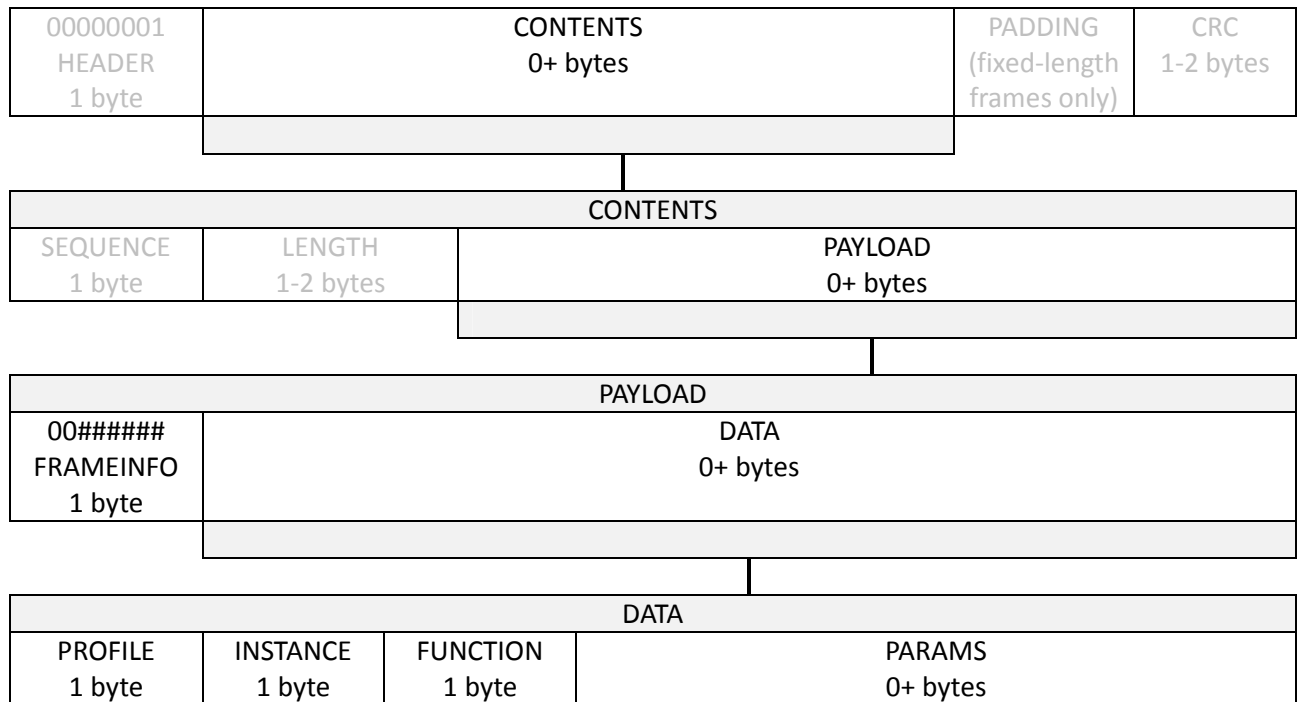 00000001
HEADER
1 byte
CONTENTS
0+ bytes
PADDING
(fixed-length
frames only)
CRC
1-2 bytes
CONTENTS
SEQUENCE
1 byte
LENGTH
1-2 bytes
PAYLOAD
0+ bytes
PAYLOAD
00######
FRAMEINFO
1 byte
DATA
0+ bytes
DATA
PROFILE
1 byte
INSTANCE
1 byte
FUNCTION
1 byte
PARAMS
0+ bytes